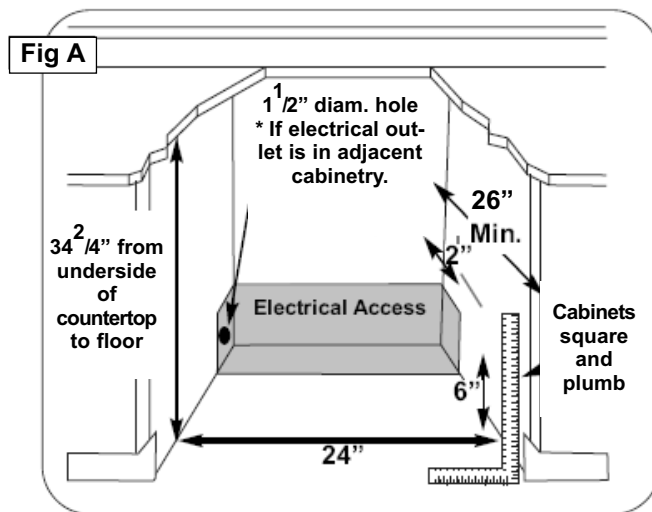 Fig A
1 1/2” diam. hole
* If electrical out-
let is in adjacent
cabinetry.
26”
Min.
2”
34 2/4” from
underside
of
countertop
to floor
Electrical Access
Cabinets
square
and
plumb
6”
24”